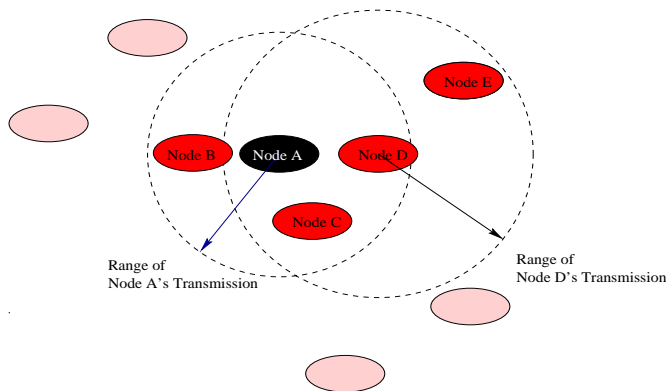 Node E
Node B
Node A
Node D
Node C
Range of
Node A's Transmission
Range of
Node D's Transmission